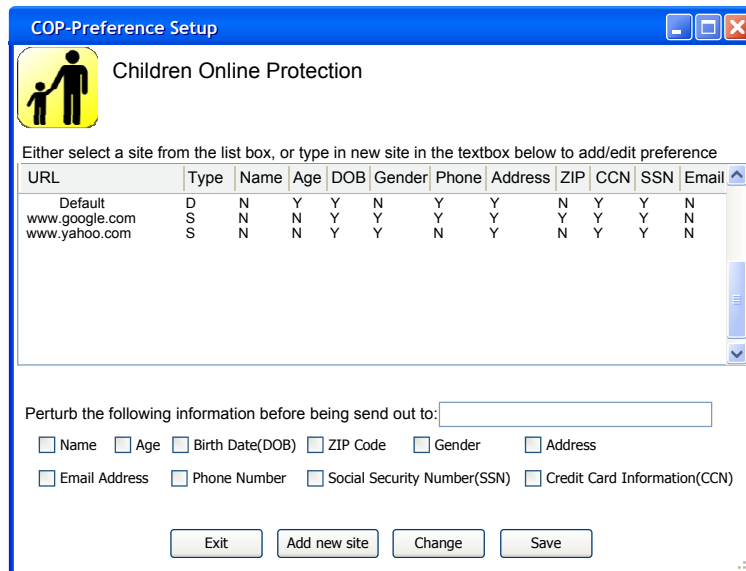 COP-Preference Setup
Children Online Protection
Either select a site from the list box, or type in new site in the textbox below to add/edit preference
URL Type Name Age DOB Gender Phone Address ZIP CCN SSN Email
Default D N Y Y N Y Y N Y Y N
www.google.com S N N Y Y Y Y Y Y Y N
www.yahoo.com S N N Y Y N Y N Y Y N
Perturb the following information before being send out to:
Name Age Birth Date(DOB) ZIP Code Gender Address
Email Address Phone Number Social Security Number(SSN) Credit Card Information(CCN)
Exit Add new site Change Save